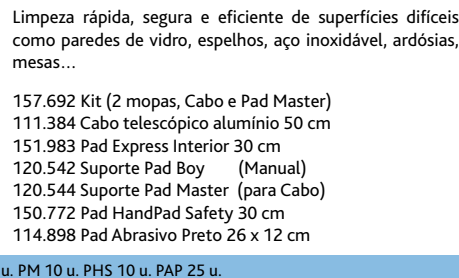 Limpeza rápida, segura e eficiente de superfícies difíceis
como paredes de vidro, espelhos, aço inoxidável, ardósias,
mesas...
157.692 Kit (2 mopas, Cabo e Pad Master)
111.384 Cabo telescópico alumínio 50 cm
151.983 Pad Express Interior 30 cm
120.542 Suporte Pad Boy (Manual)
120.544 Suporte Pad Master (para Cabo)
150.772 Pad HandPad Safety 30 cm
114.898 Pad Abrasivo Preto 26 x 12 cm
u. PM 10 u. PHS 10 u. PAP 25 u.